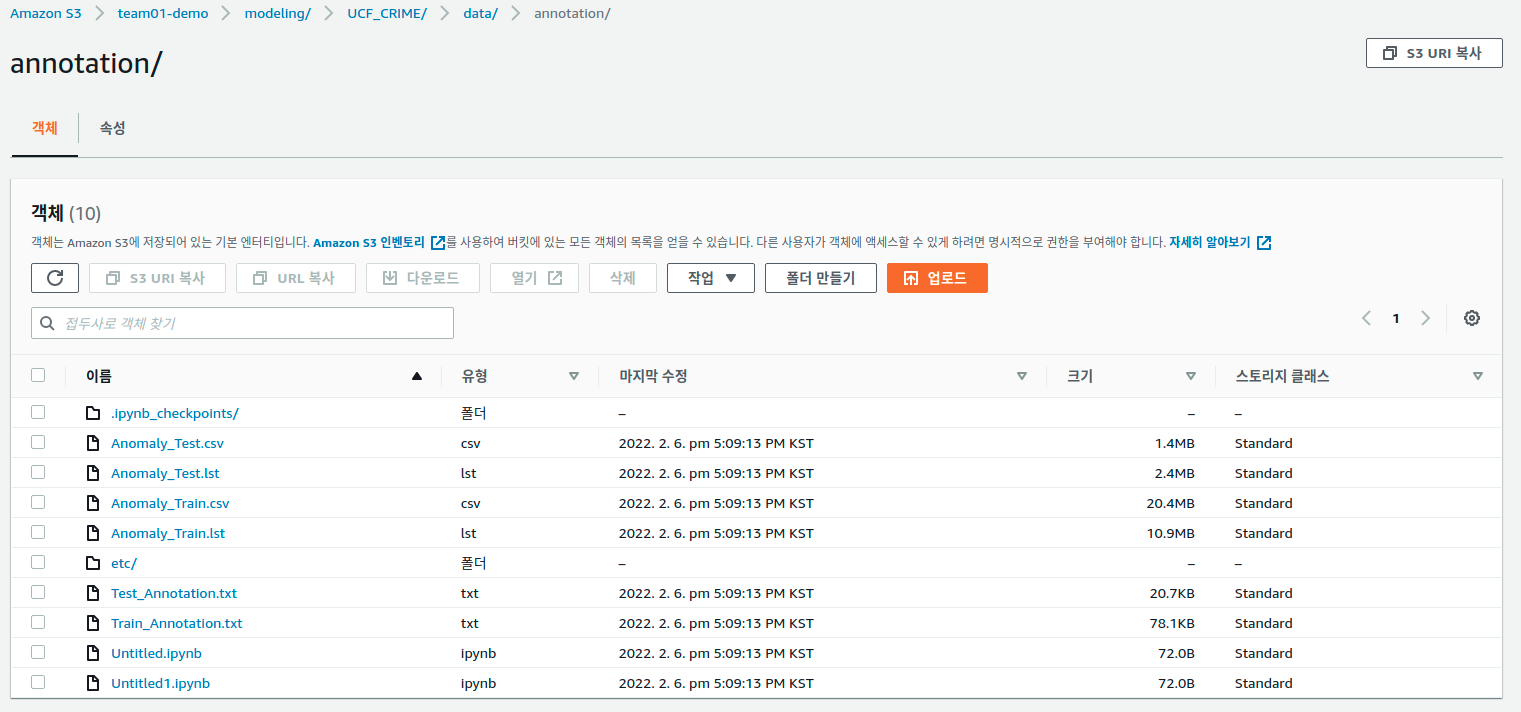 Amazon S3 > team01-demo > modeling/ > UCF_CRIME/ > data/ > annotation/
annotation/
S3 URI 복사
객체 속성
객체 (10)
객체는 Amazon S3에 저장되어 있는 기본 엔터티입니다. Amazon S3 인벤토리 를 사용하여 버킷에 있는 모든 객체의 목록을 얻을 수 있습니다. 다른 사용자가 객체에 액세스할 수 있게 하려면 명시적으로 권한을 부여해야 합니다. 자세히 알아보기
S3 URI 복사 URL 복사 다운로드 열기 삭제 작업 폴더 만들기 업로드
접두사로 객체 찾기 1
이름 유형 마지막 수정 크기 스토리지 클래스
.ipynb_checkpoints/ 폴더 – – –
Anomaly_Test.csv csv 2022. 2. 6. pm 5:09:13 PM KST 1.4MB Standard
Anomaly_Test.lst lst 2022. 2. 6. pm 5:09:13 PM KST 2.4MB Standard
Anomaly_Train.csv csv 2022. 2. 6. pm 5:09:13 PM KST 20.4MB Standard
Anomaly_Train.lst lst 2022. 2. 6. pm 5:09:13 PM KST 10.9MB Standard
etc/ 폴더 – – –
Test_Annotation.txt txt 2022. 2. 6. pm 5:09:13 PM KST 20.7KB Standard
Train_Annotation.txt txt 2022. 2. 6. pm 5:09:13 PM KST 78.1KB Standard
Untitled.ipynb ipynb 2022. 2. 6. pm 5:09:13 PM KST 72.0B Standard
Untitled1.ipynb ipynb 2022. 2. 6. pm 5:09:13 PM KST 72.0B Standard